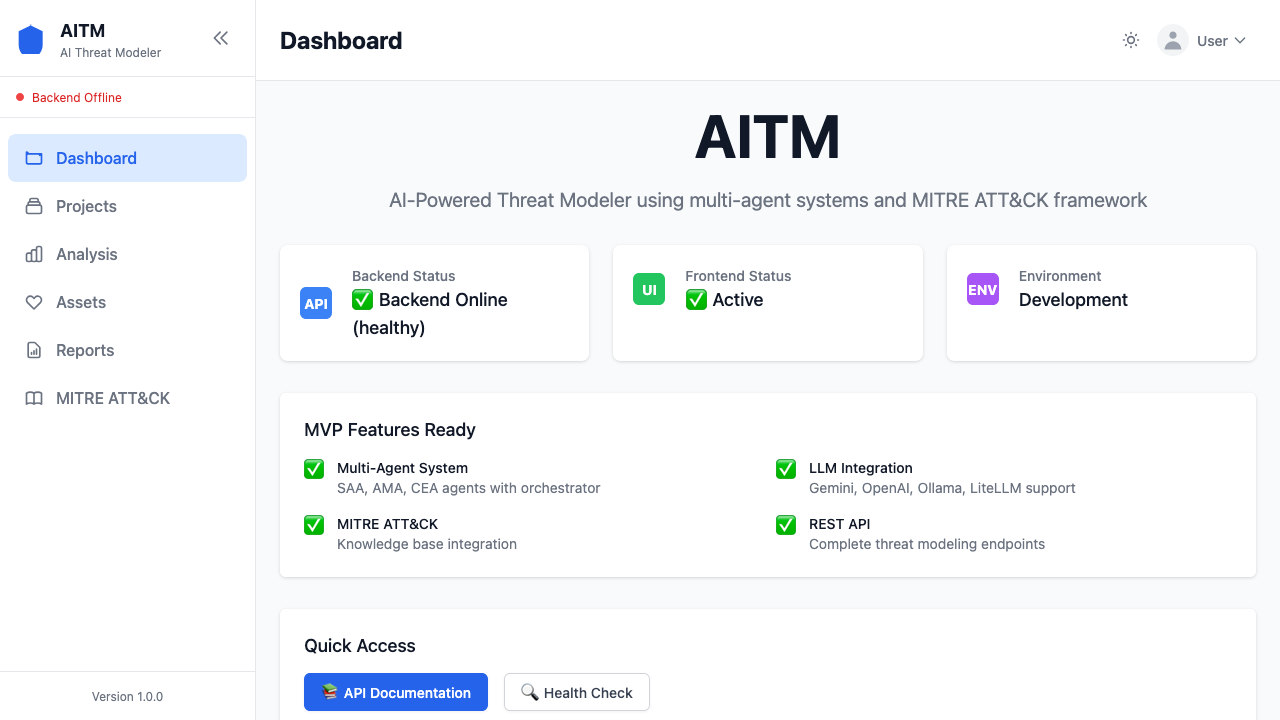 AITM
AI Threat Modeler
Backend Offline
Dashboard
Projects
Analysis
Assets
Reports
MITRE ATT&CK
Version 1.0.0
Dashboard
User
AITM
AI-Powered Threat Modeler using multi-agent systems and MITRE ATT&CK framework
API
Backend Status
✅ Backend Online
(healthy)
UI
Frontend Status
✅ Active
ENV
Environment
Development
MVP Features Ready
✅ Multi-Agent System
SAA, AMA, CEA agents with orchestrator
✅ LLM Integration
Gemini, OpenAI, Ollama, LiteLLM support
✅ MITRE ATT&CK
Knowledge base integration
✅ REST API
Complete threat modeling endpoints
Quick Access
📚 API Documentation
🔍 Health Check